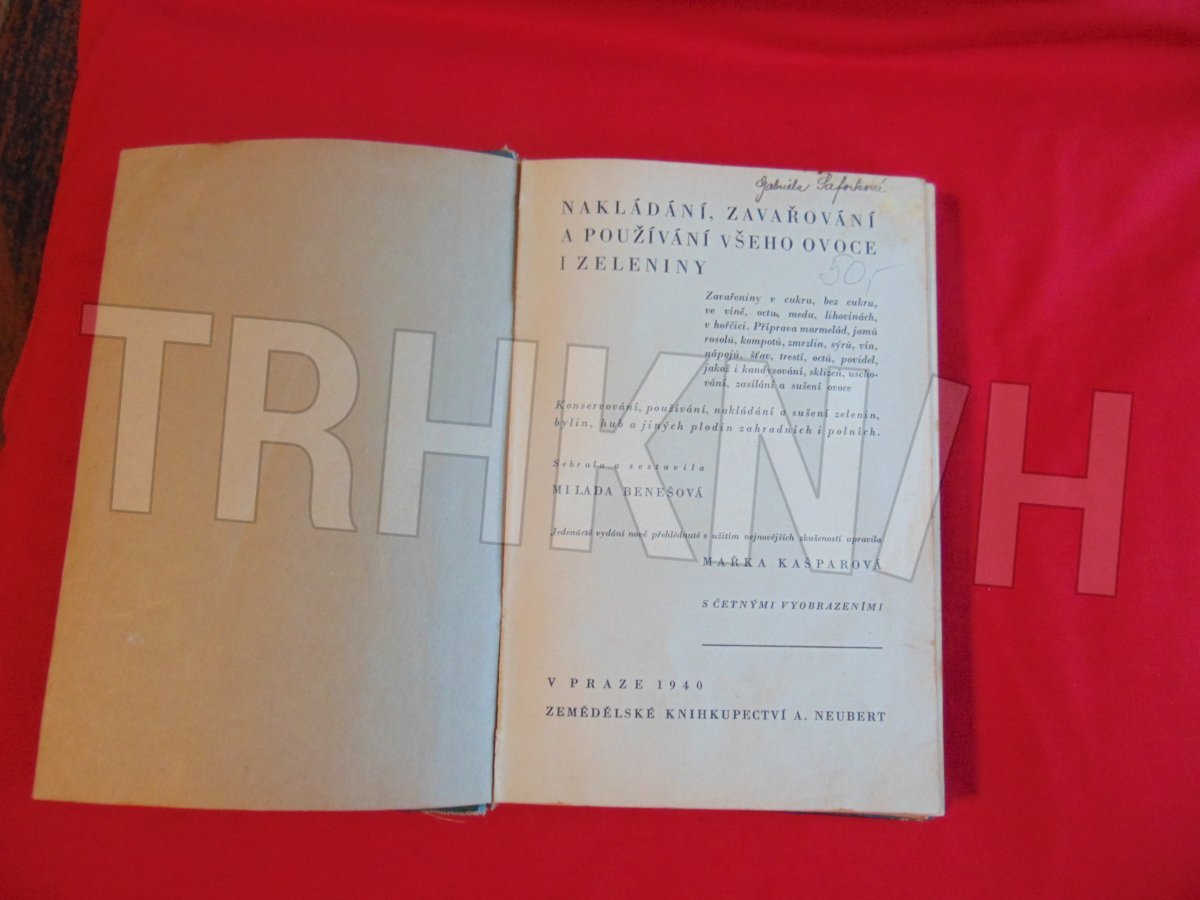 Gabriela
NAKLÁDÁNÍ, ZAVAŘOVÁNÍ
A POUŽÍVÁNÍ VŠEHO OVOCE
I ZELENINY
50,-
Zavařeniny v cukru, bez cukru,
ve víně, octu, medu, lihovinách,
v hořčici. Příprava marmelád, jamů
rosolů, kompotů, zmrzlin, sýrů, vín,
nápojů, šťav, trestí, octů, povidel,
jakož i kandysování, sklizeň, uscho-
vání, zasílání a sušení ovoce
Konservování, používání, nakládání a sušení zelenin,
bylin, hub a jiných plodin zahradních i polních.
Sebrala a sestavila
MILADA BENEŠOVÁ
Jedenácté vydání nově přehlédnuté s užitím nejnovějších zkušeností upravila
MAŘKA KAŠPAROVÁ
S ČETNÝMI VYOBRAZENÍMI
V PRAZE 1940
ZEMĚDĚLSKÉ KNIHKUPECTVÍ A. NEUBERT
TRHKNIH